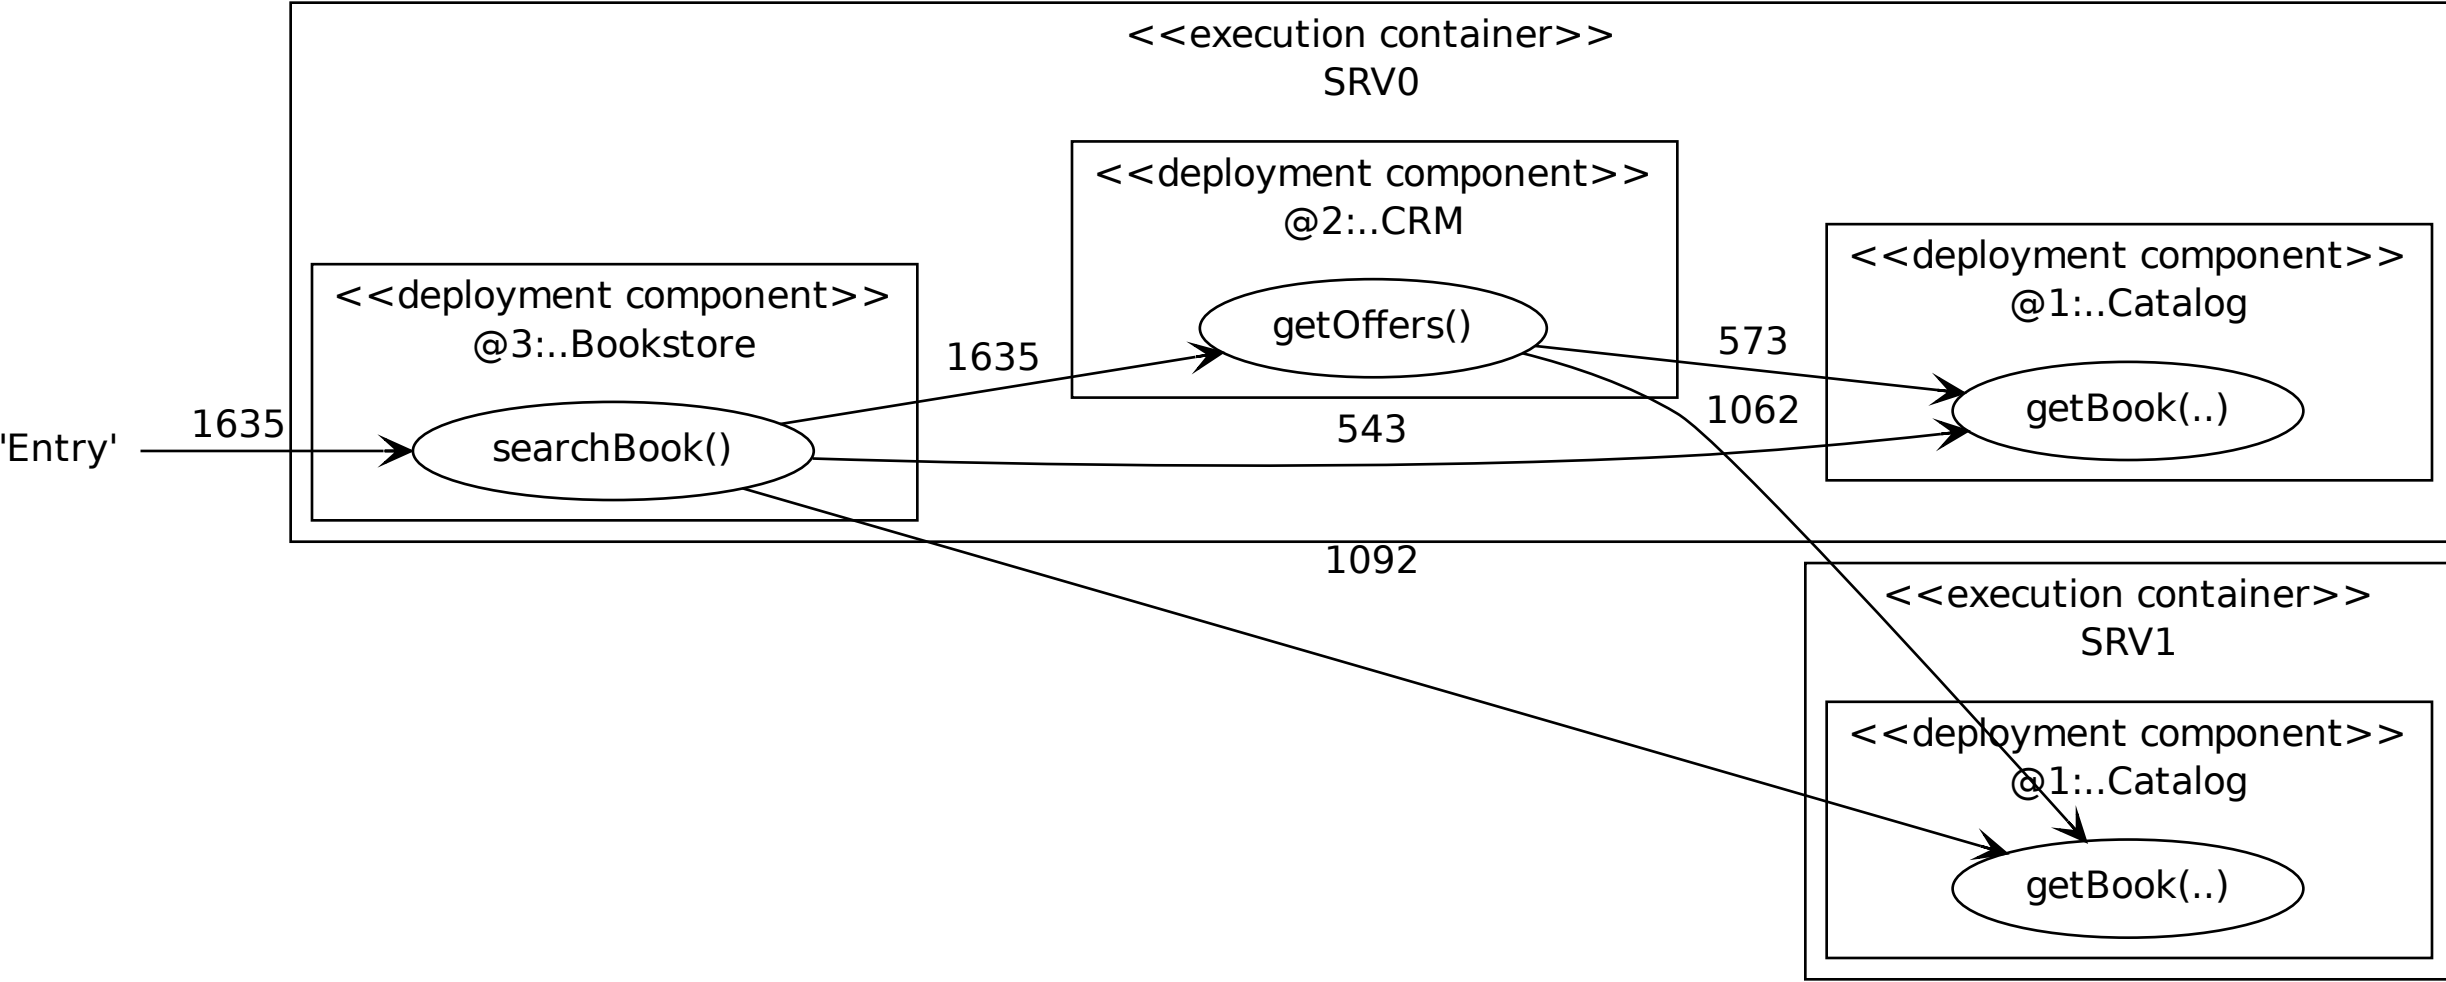 <<execution container>>
SRV0
<<deployment component>>
@2:..CRM
getOffers()
<<deployment component>>
@1:..Catalog
getBook(..)
<<deployment component>>
@3:..Bookstore
searchBook()
'Entry'
1635
1635
573
1062
543
1092
<<execution container>>
SRV1
<<deployment component>>
@1:..Catalog
getBook(..)